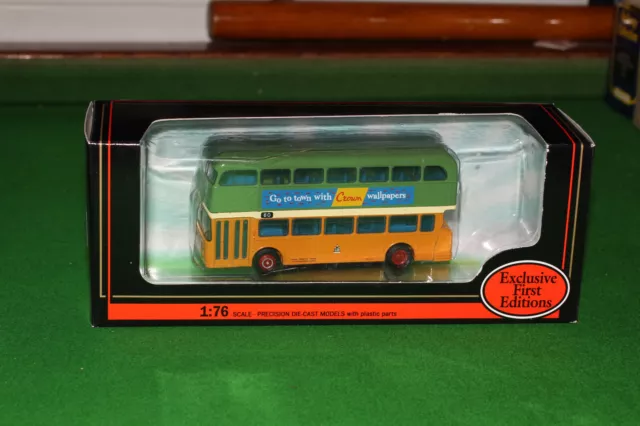 Go to town with Crown wallpapers
60
1:76 SCALE - PRECISION DIE-CAST MODELS with plastic parts
Exclusive
First
Editions